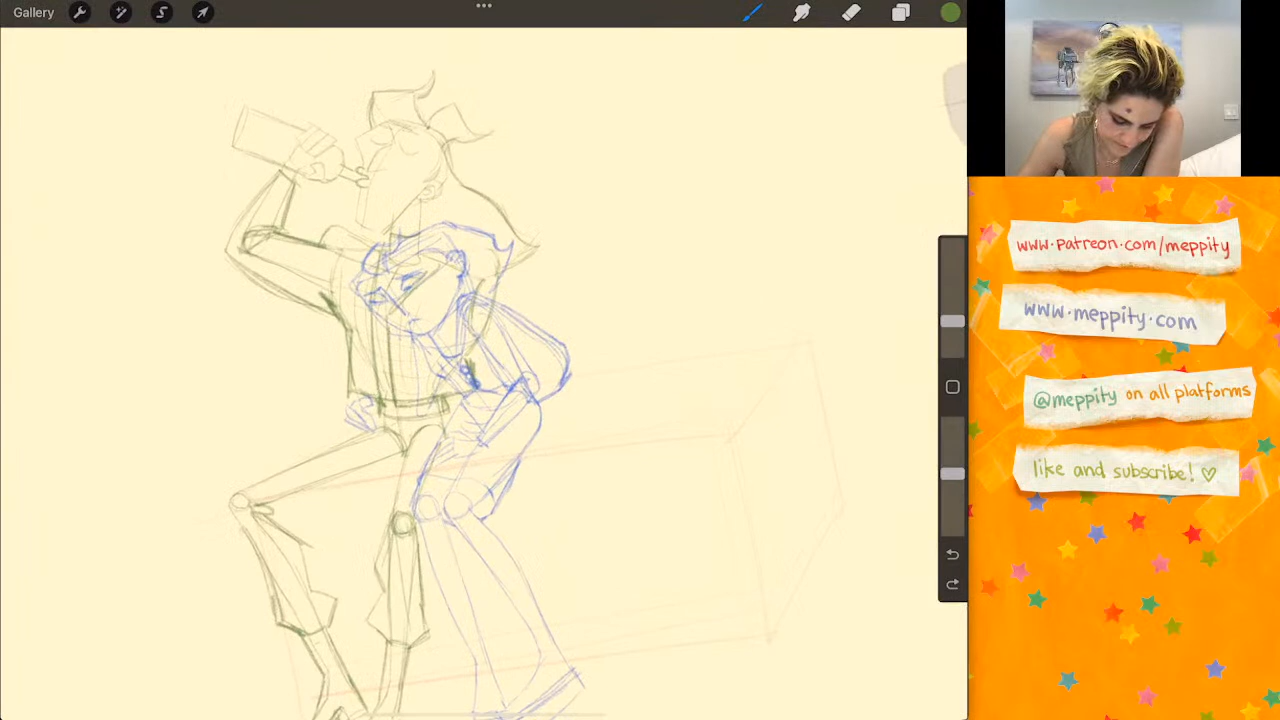 Gallery
www.patreon.com/meppity
www.meppity.com
@meppity on all platforms
like and subscribe! ♡